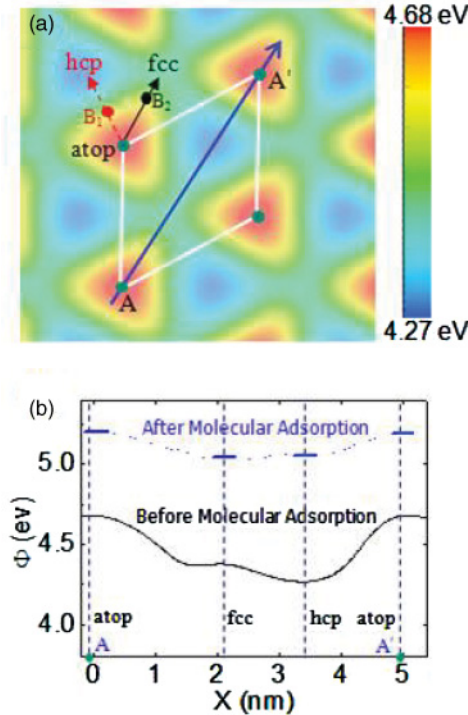 (a)
4.68 eV
hcp
fcc
B₁
B₂
A'
atop
A
4.27 eV
(b)
After Molecular Adsorption
5.0
Before Molecular Adsorption
Φ (ev)
4.5
4.0
atop
fcc
hcp
atop
A
A'
0
1
2
3
4
5
X (nm)